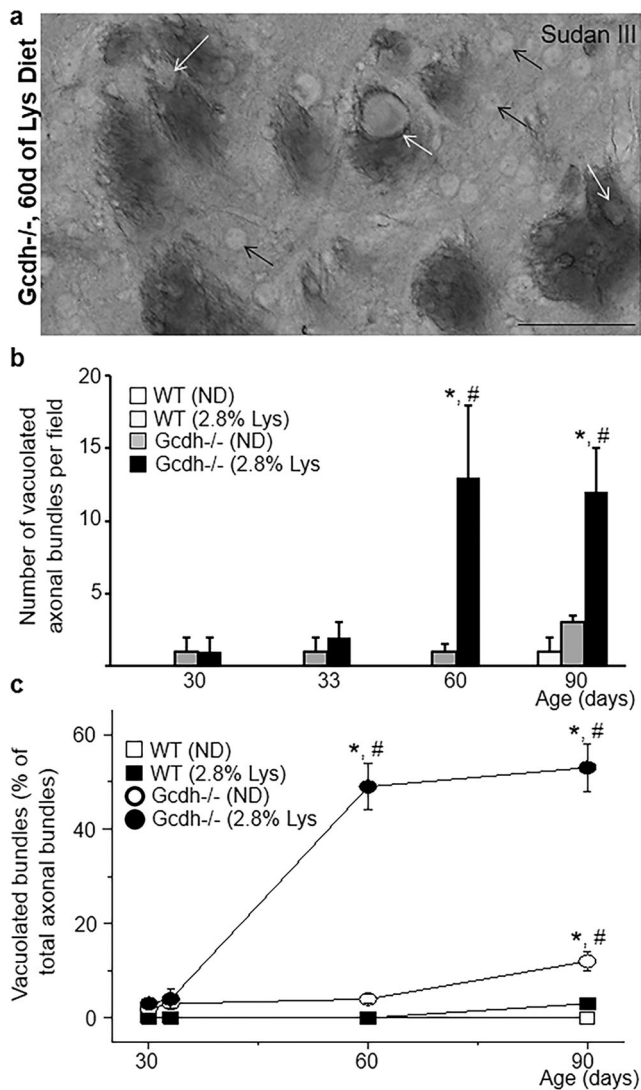 a
Sudan III
Gcdh-/-, 60d of Lys Diet
b
Number of vacuolated
axonal bundles per field
20
15
10
5
WT (ND)
WT (2.8% Lys)
Gcdh-/- (ND)
Gcdh-/- (2.8% Lys
*, #
*, #
30
33
60
90
Age (days)
c
Vacuolated bundles (% of
total axonal bundles)
60
40
20
0
WT (ND)
WT (2.8% Lys)
Gcdh-/- (ND)
Gcdh-/- (2.8% Lys
*, #
*, #
*, #
30
60
90
Age (days)